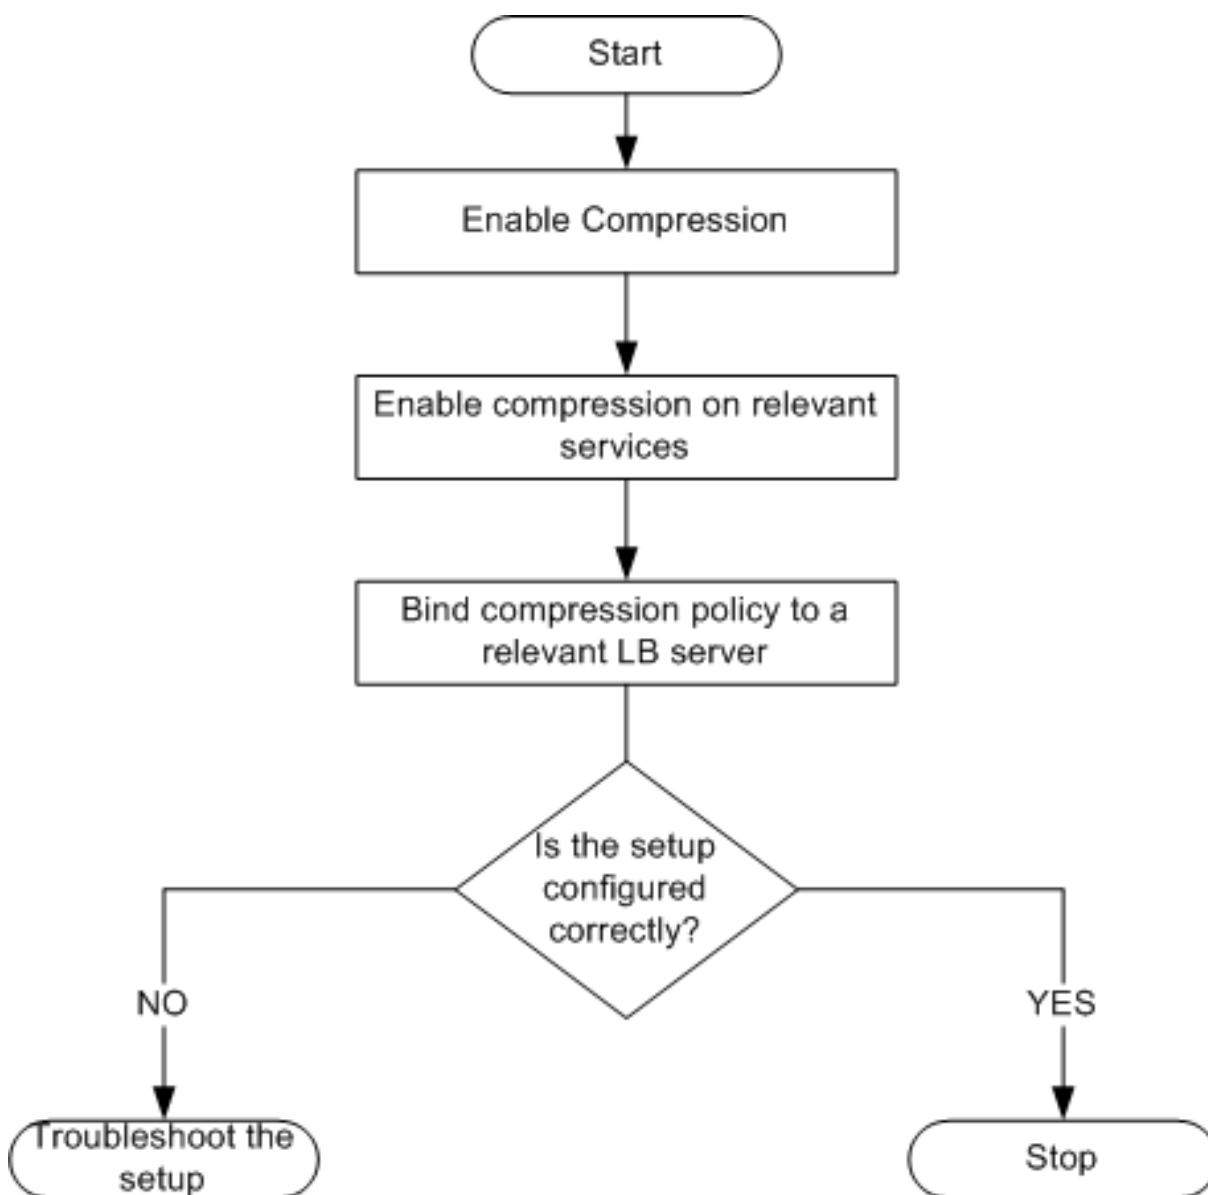 Start
Enable Compression
Enable compression on relevant
services
Bind compression policy to a
relevant LB server
Is the setup
configured
correctly?
NO
YES
Troubleshoot the
setup
Stop